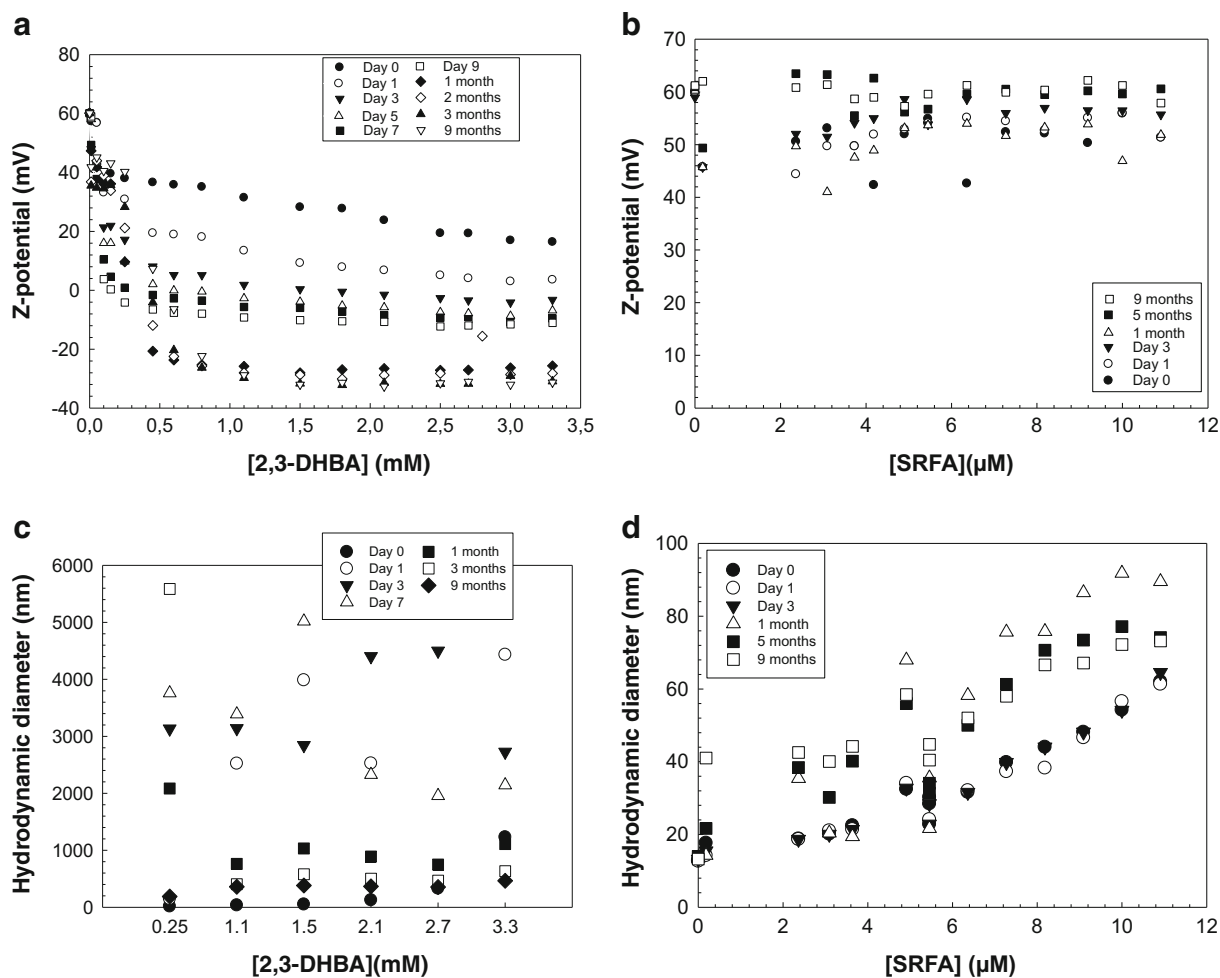 a
80
60
40
20
0
-20
-40
Z-potential (mV)
Day 0
Day 1
Day 3
Day 5
Day 7
Day 9
1 month
2 months
3 months
9 months
0,0 0,5 1,0 1,5 2,0 2,5 3,0 3,5
[2,3-DHBA] (mM)
b
70
60
50
40
30
20
10
0
Z-potential (mV)
9 months
5 months
1 month
Day 3
Day 1
Day 0
0 2 4 6 8 10 12
[SRFA](µM)
c
6000
5000
4000
3000
2000
1000
0
Hydrodynamic diameter (nm)
Day 0
Day 1
Day 3
Day 7
1 month
3 months
9 months
0.25 1.1 1.5 2.1 2.7 3.3
[2,3-DHBA](mM)
d
100
80
60
40
20
0
Hydrodynamic diameter (nm)
Day 0
Day 1
Day 3
1 month
5 months
9 months
0 2 4 6 8 10 12
[SRFA] (µM)